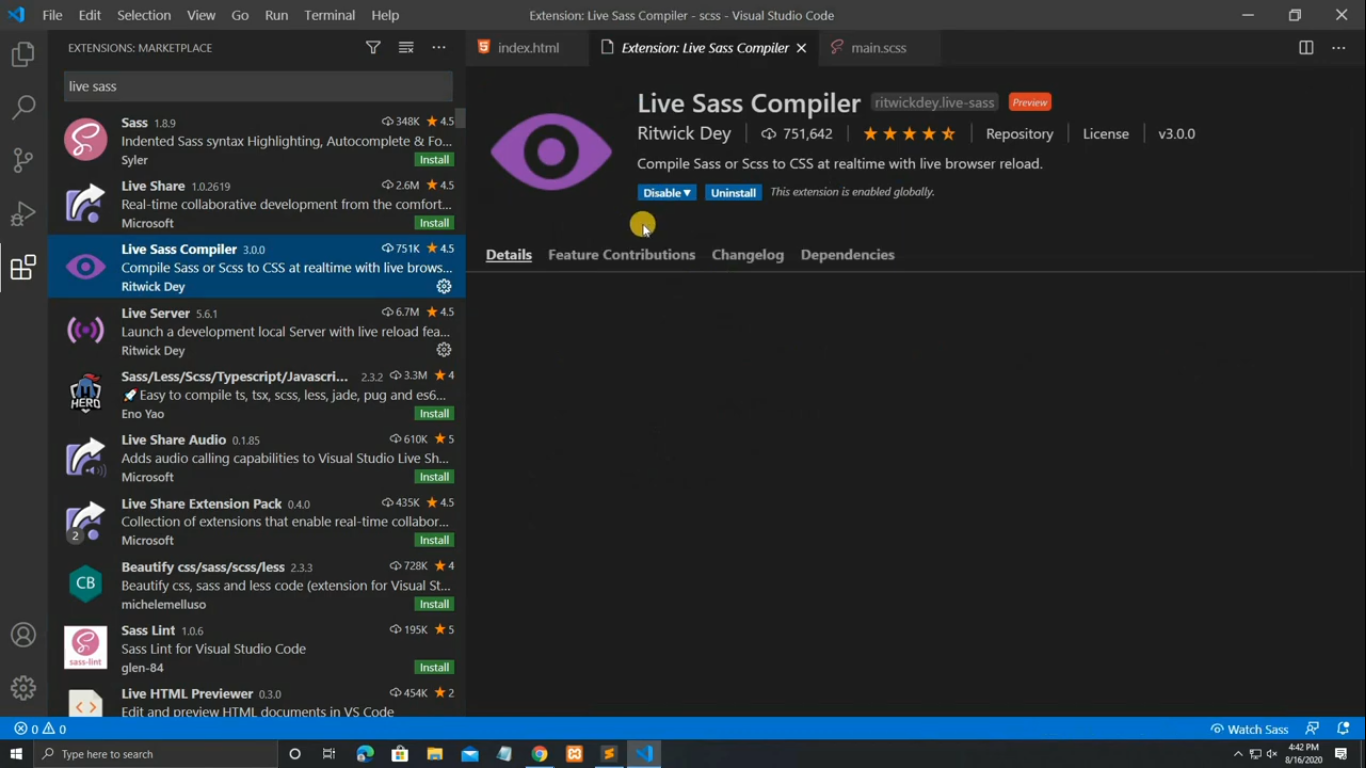 File Edit Selection View Go Run Terminal Help
Extension: Live Sass Compiler - scss - Visual Studio Code
EXTENSIONS: MARKETPLACE
live sass
Sass 1.8.9 348K 4.5
Indented Sass syntax Highlighting, Autocomplete & Fo...
Syler Install
Live Share 1.0.2619 2.6M 4.5
Real-time collaborative development from the comfort...
Microsoft Install
Live Sass Compiler 3.0.0 751K 4.5
Compile Sass or Scss to CSS at realtime with live brows...
Ritwick Dey
Live Server 5.6.1 6.7M 4.5
Launch a development local Server with live reload fea...
Ritwick Dey
Sass/Less/Scss/Typescript/Javascri... 2.3.2 3.3M 4
HERO
🚀Easy to compile ts, tsx, scss, less, jade, pug and es6...
Eno Yao Install
Live Share Audio 0.1.85 610K 5
Adds audio calling capabilities to Visual Studio Live Sh...
Microsoft Install
Live Share Extension Pack 0.4.0 435K 4.5
Collection of extensions that enable real-time collabor...
2
Microsoft Install
Beautify css/sass/scss/less 2.3.3 728K 4
CB
Beautify css, sass and less code (extension for Visual St...
michelemelluso Install
Sass Lint 1.0.6 195K 5
Sass Lint for Visual Studio Code
sass-lint
glen-84 Install
Live HTML Previewer 0.3.0 454K 2
Edit and preview HTML documents in VS Code
index.html Extension: Live Sass Compiler main.scss
Live Sass Compiler ritwickdey.live-sass Preview
Ritwick Dey 751,642 Repository License v3.0.0
Compile Sass or Scss to CSS at realtime with live browser reload.
Disable Uninstall This extension is enabled globally.
Details Feature Contributions Changelog Dependencies
0 0 Watch Sass
Type here to search
4:42 PM
8/16/2020